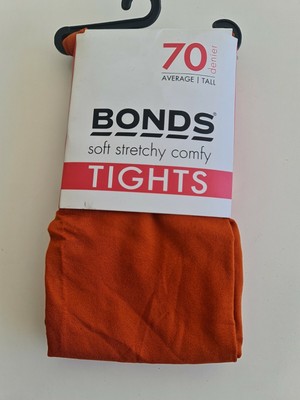 70 denier
AVERAGE | TALL
BONDS®
soft stretchy comfy
TIGHTS